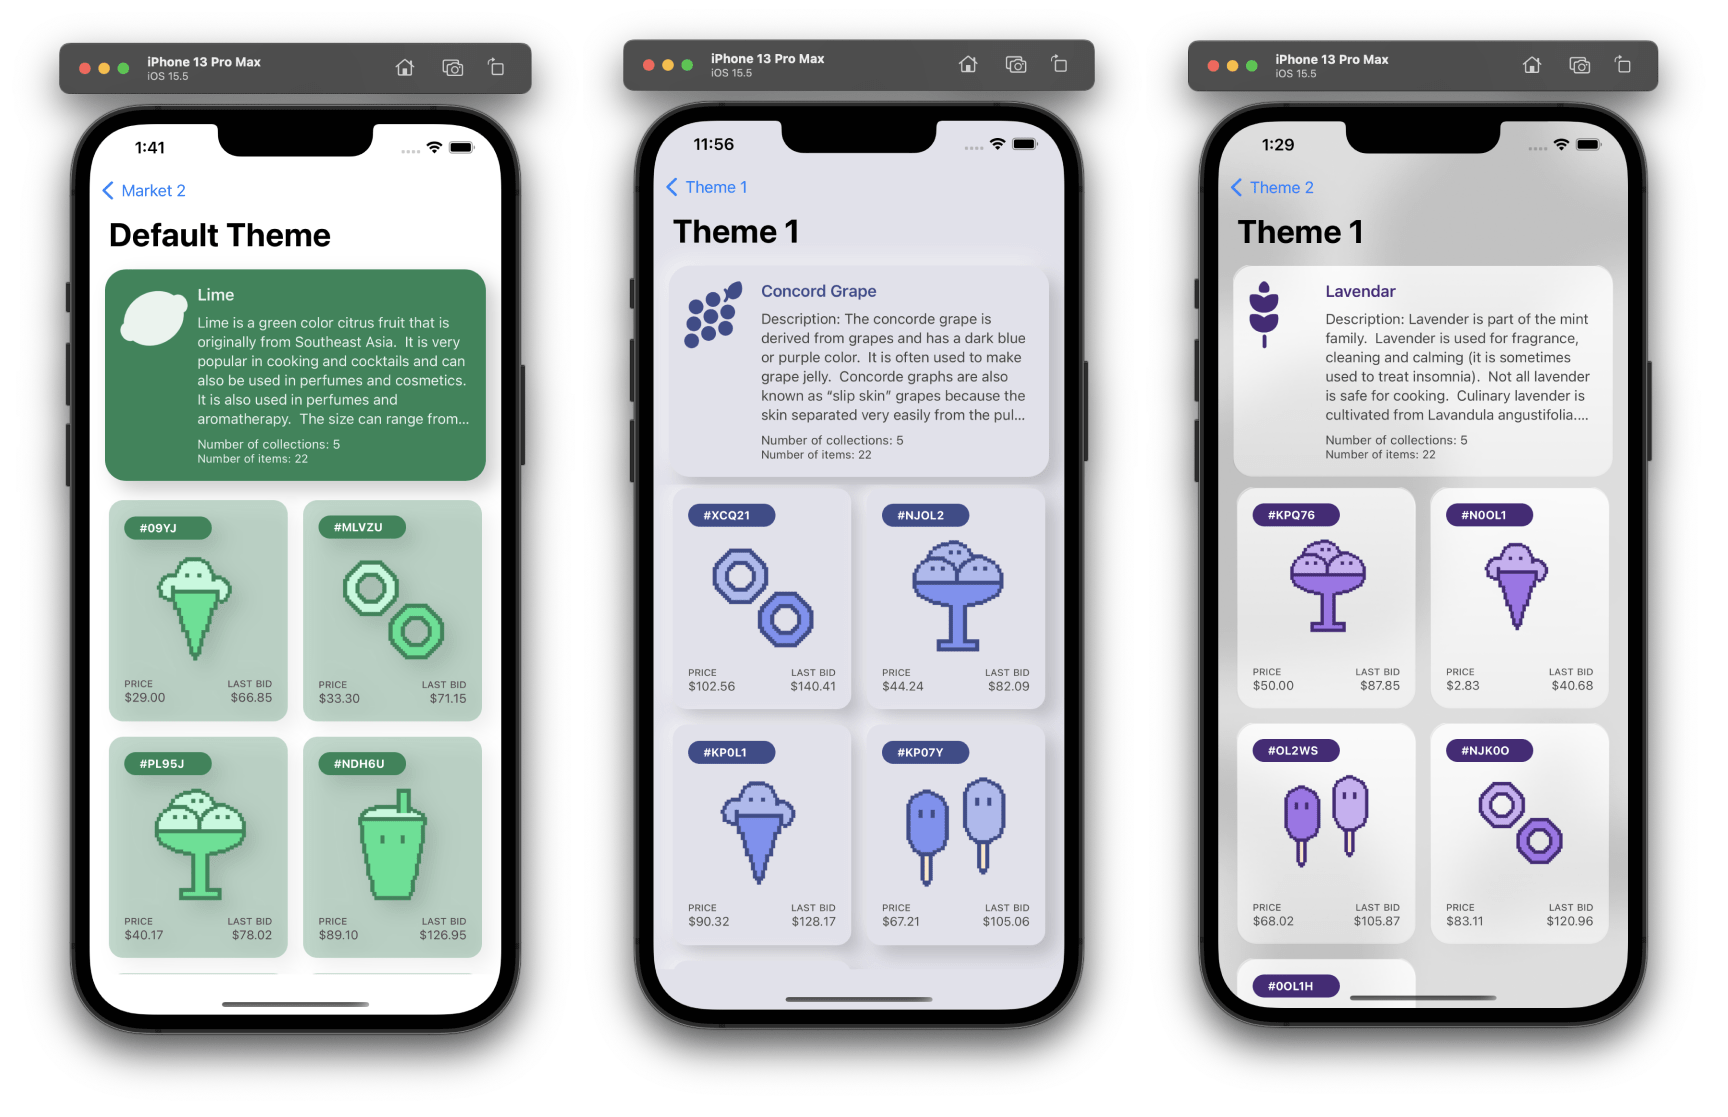 iPhone 13 Pro Max
iOS 15.5
1:41
Market 2
Default Theme
Lime
Lime is a green color citrus fruit that is
originally from Southeast Asia.  It is very
popular in cooking and cocktails and can
also be used in perfumes and cosmetics.
It is also used in perfumes and
aromatherapy.  The size can range from...
Number of collections: 5
Number of items: 22
#09YJ
#MLVZU
PRICE LAST BID
$29.00 $66.85
PRICE LAST BID
$33.30 $71.15
#PL95J
#NDH6U
PRICE LAST BID
$40.17 $78.02
PRICE LAST BID
$89.10 $126.95
iPhone 13 Pro Max
iOS 15.5
11:56
Theme 1
Theme 1
Concord Grape
Description: The concorde grape is
derived from grapes and has a dark blue
or purple color.  It is often used to make
grape jelly.  Concorde graphs are also
known as “slip skin” grapes because the
skin separated very easily from the pul...
Number of collections: 5
Number of items: 22
#XCQ21
#NJOL2
PRICE LAST BID
$102.56 $140.41
PRICE LAST BID
$44.24 $82.09
#KP0L1
#KP07Y
PRICE LAST BID
$90.32 $128.17
PRICE LAST BID
$67.21 $105.06
iPhone 13 Pro Max
iOS 15.5
1:29
Theme 2
Theme 1
Lavendar
Description: Lavender is part of the mint
family.  Lavender is used for fragrance,
cleaning and calming (it is sometimes
used to treat insomnia).  Not all lavender
is safe for cooking.  Culinary lavender is
cultivated from Lavandula angustifolia....
Number of collections: 5
Number of items: 22
#KPQ76
#N0OL1
PRICE LAST BID
$50.00 $87.85
PRICE LAST BID
$2.83 $40.68
#OL2WS
#NJK0O
PRICE LAST BID
$68.02 $105.87
PRICE LAST BID
$83.11 $120.96
#0OL1H